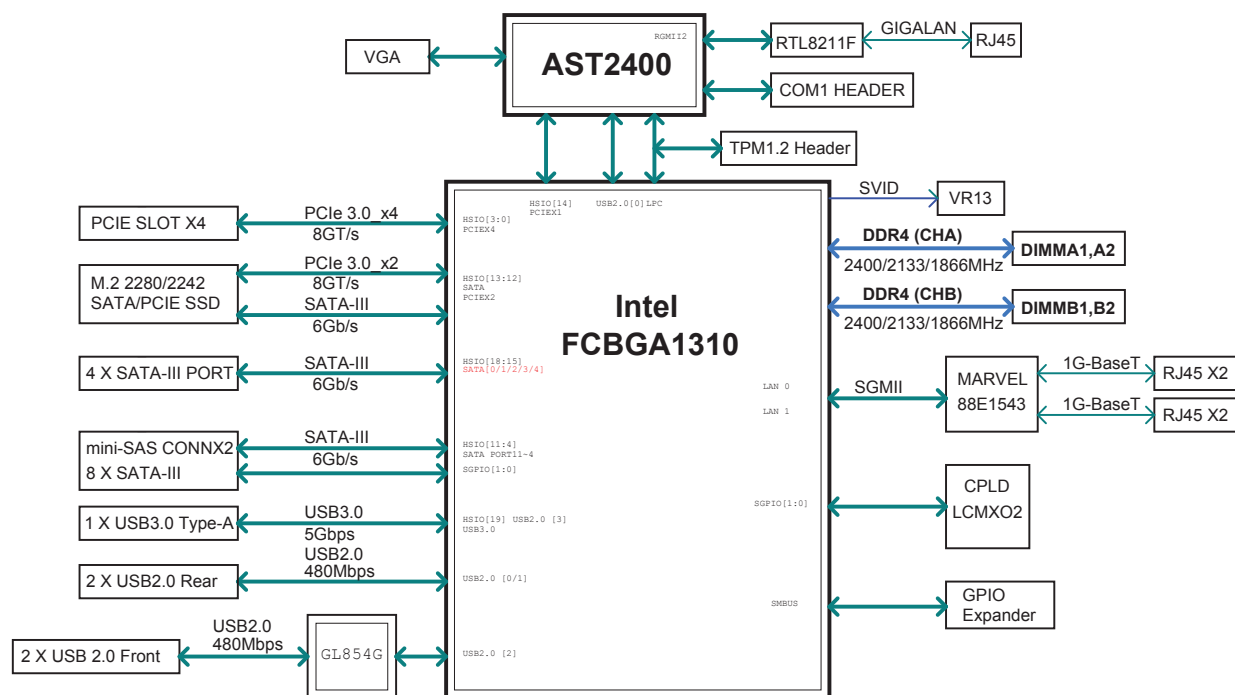 RGMII2
AST2400
VGA
RTL8211F
GIGALAN
RJ45
COM1 HEADER
TPM1.2 Header
HSIO[14]
PCIEX1
USB2.0[0]
LPC
SVID
VR13
PCIE SLOT X4
PCIe 3.0_x4
8GT/s
HSIO[3:0]
PCIEX4
DDR4 (CHA)
2400/2133/1866MHz
DIMMA1,A2
M.2 2280/2242
SATA/PCIE SSD
PCIe 3.0_x2
8GT/s
SATA-III
6Gb/s
HSIO[13:12]
SATA
PCIEX2
Intel
FCBGA1310
DDR4 (CHB)
2400/2133/1866MHz
DIMMB1,B2
4 X SATA-III PORT
SATA-III
6Gb/s
HSIO[18:15]
SATA[0/1/2/3/4]
LAN 0
LAN 1
SGMII
MARVEL
88E1543
1G-BaseT
RJ45 X2
1G-BaseT
RJ45 X2
mini-SAS CONNX2
8 X SATA-III
SATA-III
6Gb/s
HSIO[11:4]
SATA PORT11~4
SGPIO[1:0]
SGPIO[1:0]
CPLD
LCMXO2
1 X USB3.0 Type-A
USB3.0
5Gbps
HSIO[19] USB2.0 [3]
USB3.0
2 X USB2.0 Rear
USB2.0
480Mbps
USB2.0 [0/1]
SMBUS
GPIO
Expander
2 X USB 2.0 Front
USB2.0
480Mbps
GL854G
USB2.0 [2]